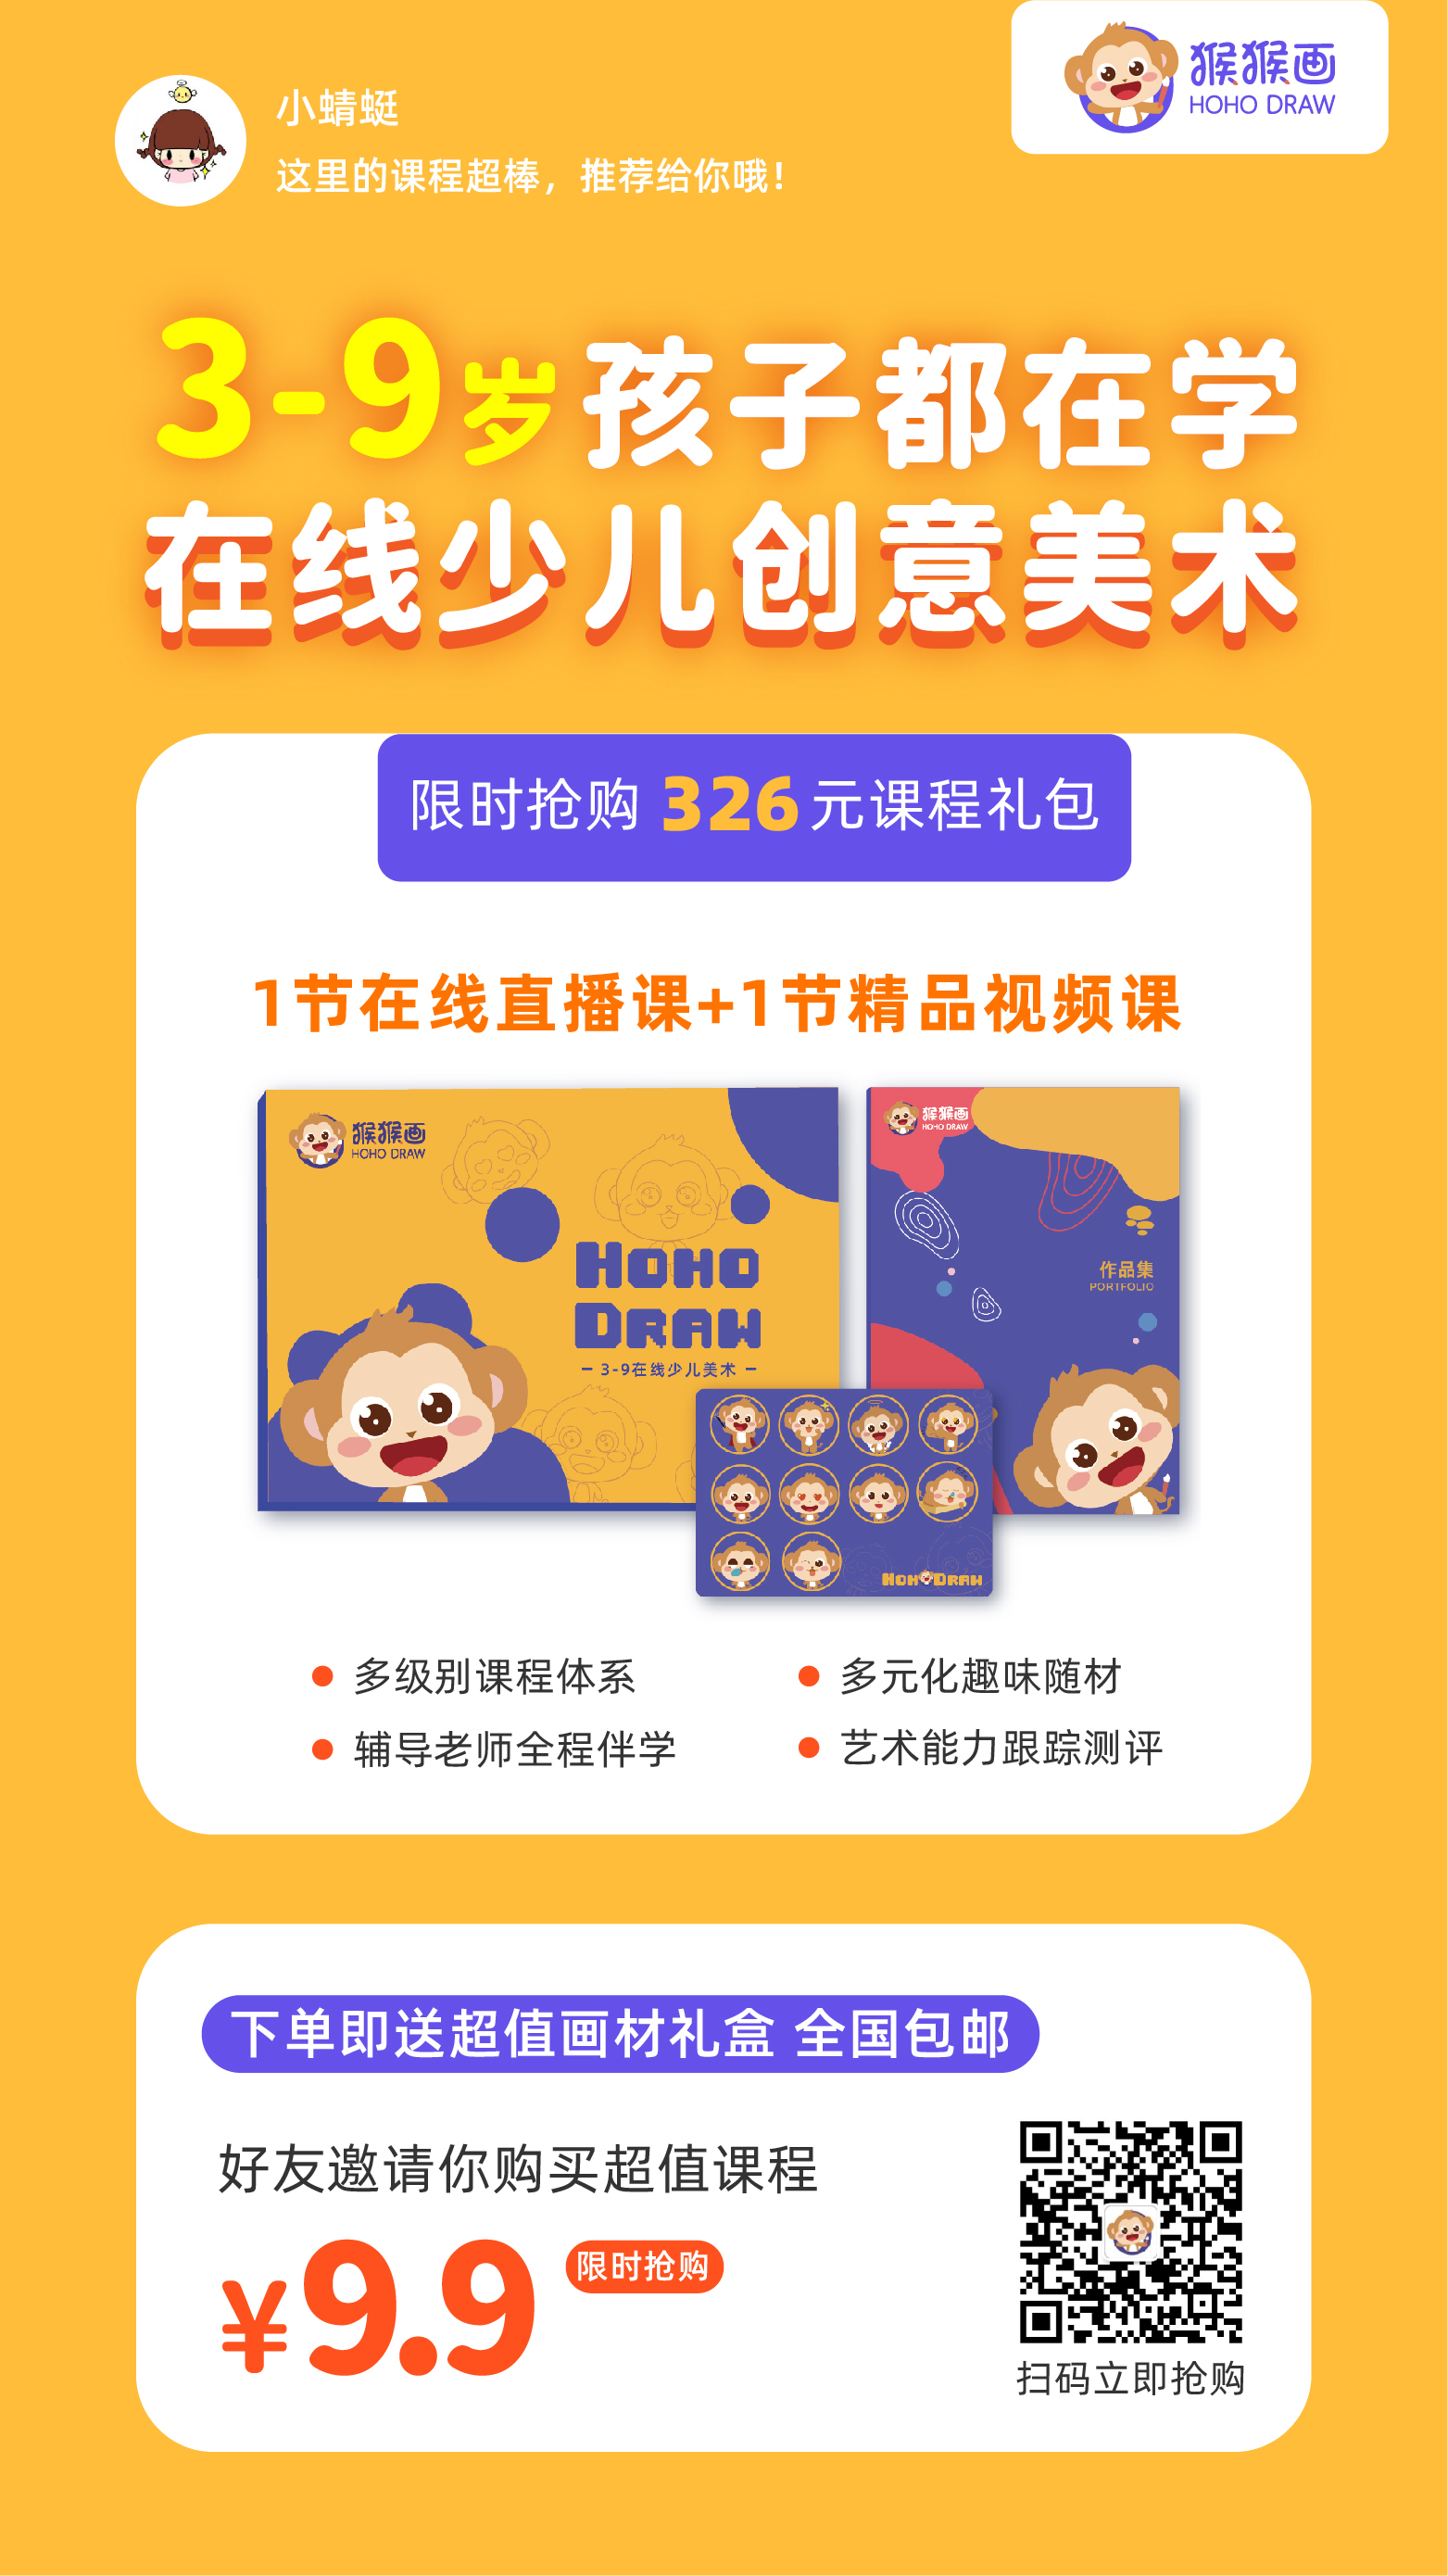 猴猴画
HOHO DRAW
小蜻蜓
这里的课程超棒，推荐给你哦！
3-9岁孩子都在学
在线少儿创意美术
限时抢购 326 元课程礼包
1节在线直播课+1节精品视频课
猴猴画
HOHO DRAW
HOHO
DRAW
- 3-9在线少儿美术 -
猴猴画
HOHO DRAW
作品集
PORTFOLIO
HOHO DRAW
多级别课程体系
多元化趣味随材
辅导老师全程伴学
艺术能力跟踪测评
下单即送超值画材礼盒 全国包邮
好友邀请你购买超值课程
¥9.9 限时抢购
扫码立即抢购